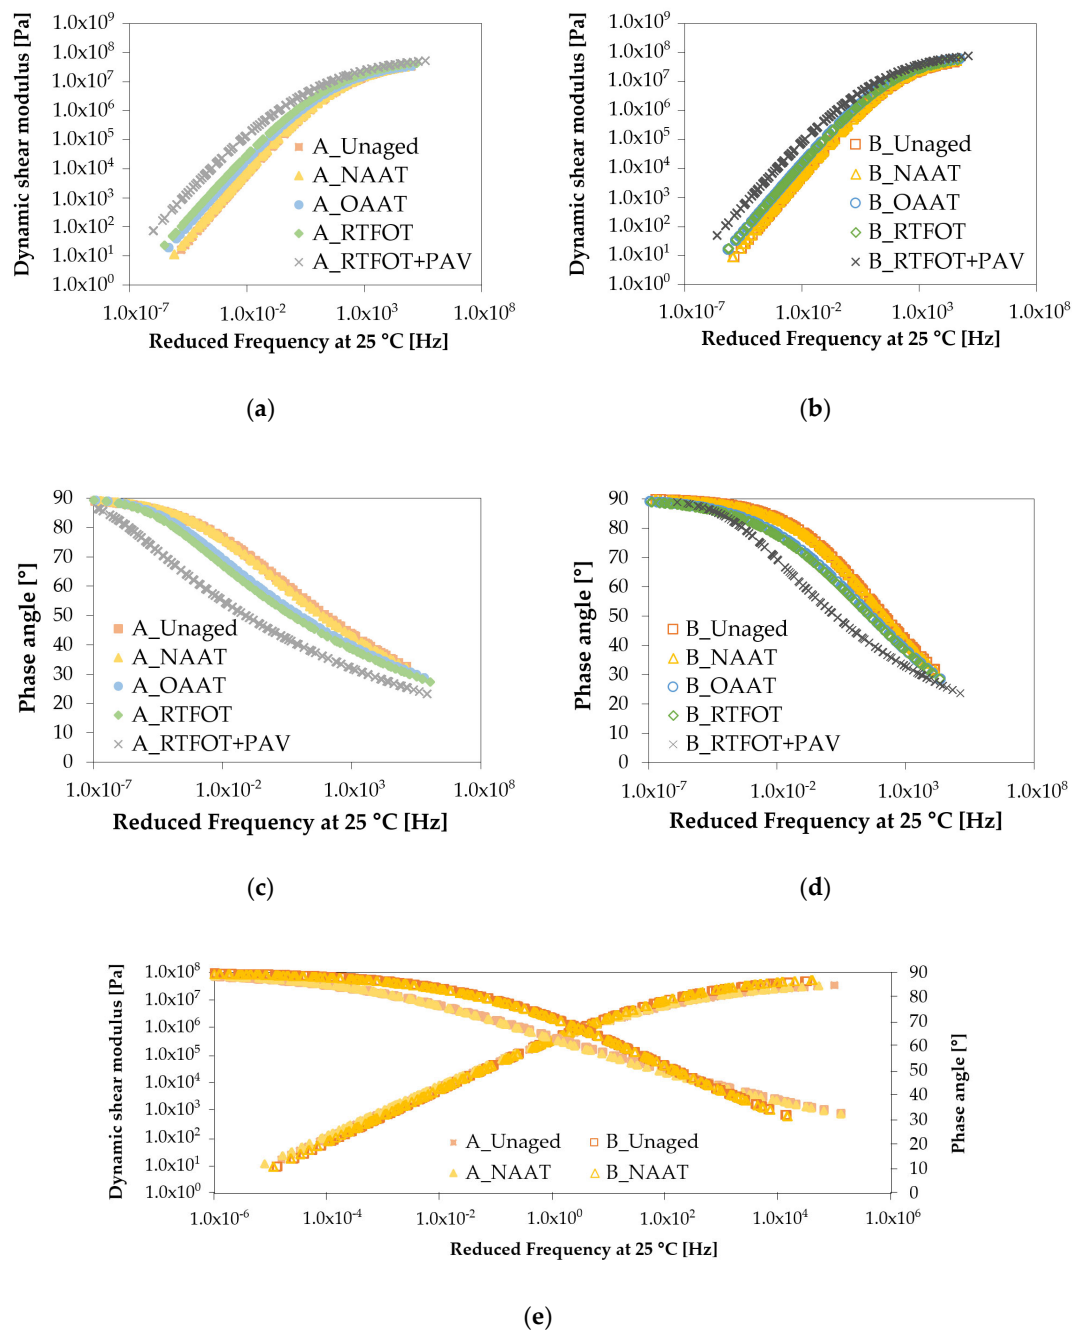 Dynamic shear modulus [Pa]
1.0x10⁹
1.0x10⁸
1.0x10⁷
1.0x10⁶
1.0x10⁵
1.0x10⁴
1.0x10³
1.0x10²
1.0x10¹
1.0x10⁰
A_Unaged
A_NAAT
A_OAAT
A_RTFOT
A_RTFOT+PAV
1.0x10⁻⁷ 1.0x10⁻² 1.0x10³ 1.0x10⁸
Reduced Frequency at 25 °C [Hz]
(a)
Dynamic shear modulus [Pa]
1.0x10⁹
1.0x10⁸
1.0x10⁷
1.0x10⁶
1.0x10⁵
1.0x10⁴
1.0x10³
1.0x10²
1.0x10¹
1.0x10⁰
B_Unaged
B_NAAT
B_OAAT
B_RTFOT
B_RTFOT+PAV
1.0x10⁻⁷ 1.0x10⁻² 1.0x10³ 1.0x10⁸
Reduced Frequency at 25 °C [Hz]
(b)
Phase angle [°]
90
80
70
60
50
40
30
20
10
0
A_Unaged
A_NAAT
A_OAAT
A_RTFOT
A_RTFOT+PAV
1.0x10⁻⁷ 1.0x10⁻² 1.0x10³ 1.0x10⁸
Reduced Frequency at 25 °C [Hz]
(c)
Phase angle [°]
90
80
70
60
50
40
30
20
10
0
B_Unaged
B_NAAT
B_OAAT
B_RTFOT
B_RTFOT+PAV
1.0x10⁻⁷ 1.0x10⁻² 1.0x10³ 1.0x10⁸
Reduced Frequency at 25 °C [Hz]
(d)
Dynamic shear modulus [Pa]
1.0x10⁸
1.0x10⁷
1.0x10⁶
1.0x10⁵
1.0x10⁴
1.0x10³
1.0x10²
1.0x10¹
1.0x10⁰
A_Unaged B_Unaged
A_NAAT B_NAAT
90
80
70
60
50
40
30
20
10
0
Phase angle [°]
1.0x10⁻⁶ 1.0x10⁻⁴ 1.0x10⁻² 1.0x10⁰ 1.0x10² 1.0x10⁴ 1.0x10⁶
Reduced Frequency at 25 °C [Hz]
(e)